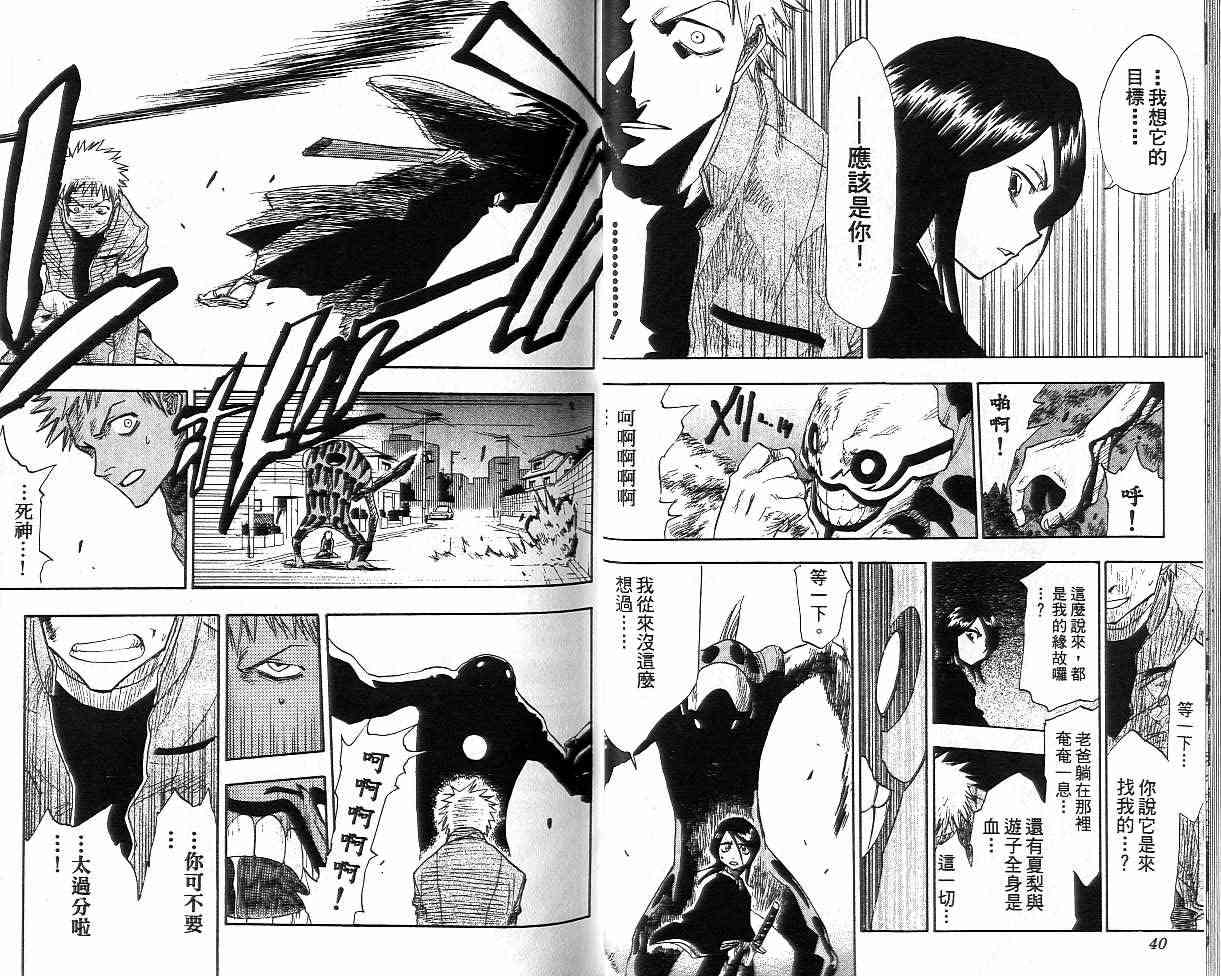 …我想它的
目標……
——應該是你！
…………！
啪啊！
呼！
呵啊啊啊啊
等一下…
你說它是來
找我的…?
這麼說來，都
是我的緣故囉
…?
老爸躺在那裡
奄奄一息…
還有夏梨與
遊子全身是
血…
這一切…
等一下。
我從來沒這麼
想過……
40
…死神…！
呵啊啊啊啊！
…你可不要
…
…太過分啦
…！